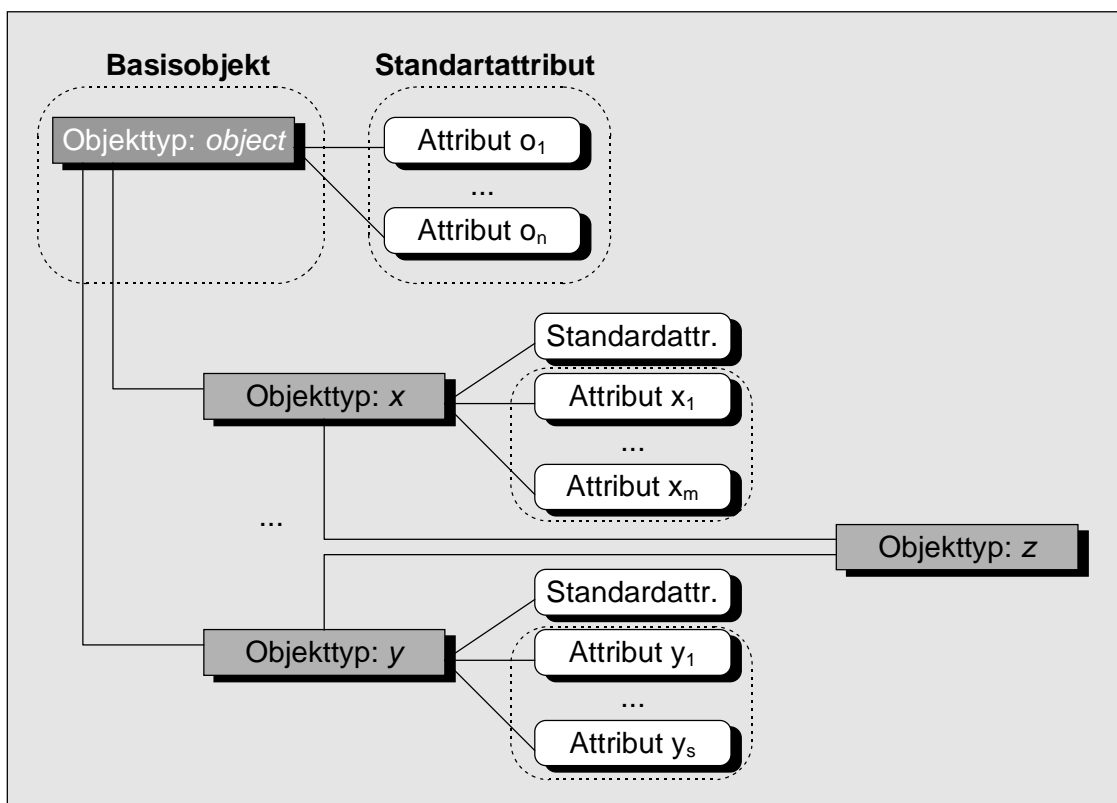 Basisobjekt
Standartattribut
Objekttyp: object
Attribut o1
...
Attribut on
Standardattr.
Objekttyp: x
Attribut x1
...
Attribut xm
...
Objekttyp: z
Standardattr.
Objekttyp: y
Attribut y1
...
Attribut ys